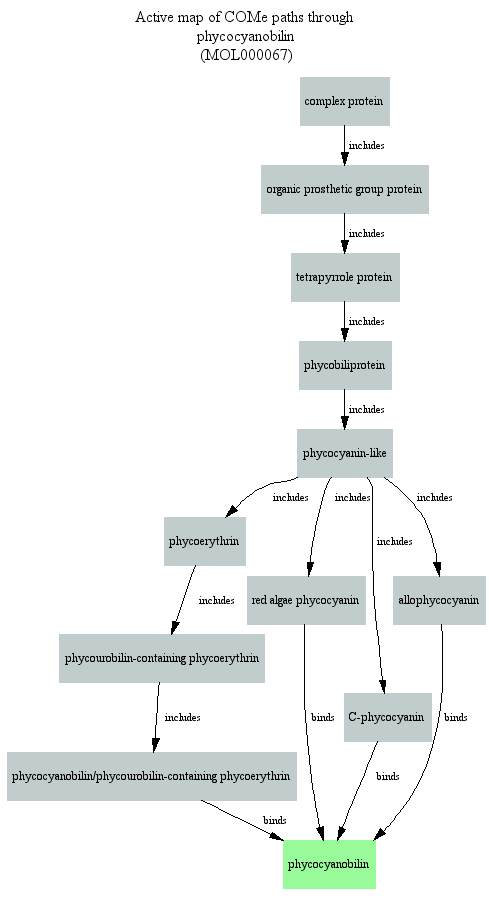 Active map of COMe paths through
phycocyanobilin
(MOL000067)
complex protein
includes
organic prosthetic group protein
includes
tetrapyrrole protein
includes
phycobiliprotein
includes
phycocyanin-like
includes
includes
includes
phycoerythrin
includes
red algae phycocyanin
allophycocyanin
includes
phycourobilin-containing phycoerythrin
includes
binds
C-phycocyanin
binds
phycocyanobilin/phycourobilin-containing phycoerythrin
binds
binds
phycocyanobilin